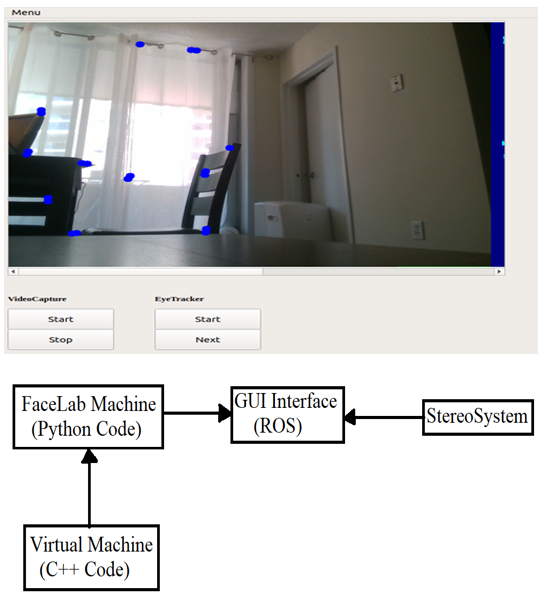 Menu
VideoCapture
EyeTracker
Start
Start
Stop
Next
FaceLab Machine
(Python Code)
GUI Interface
(ROS)
StereoSystem
Virtual Machine
(C++ Code)